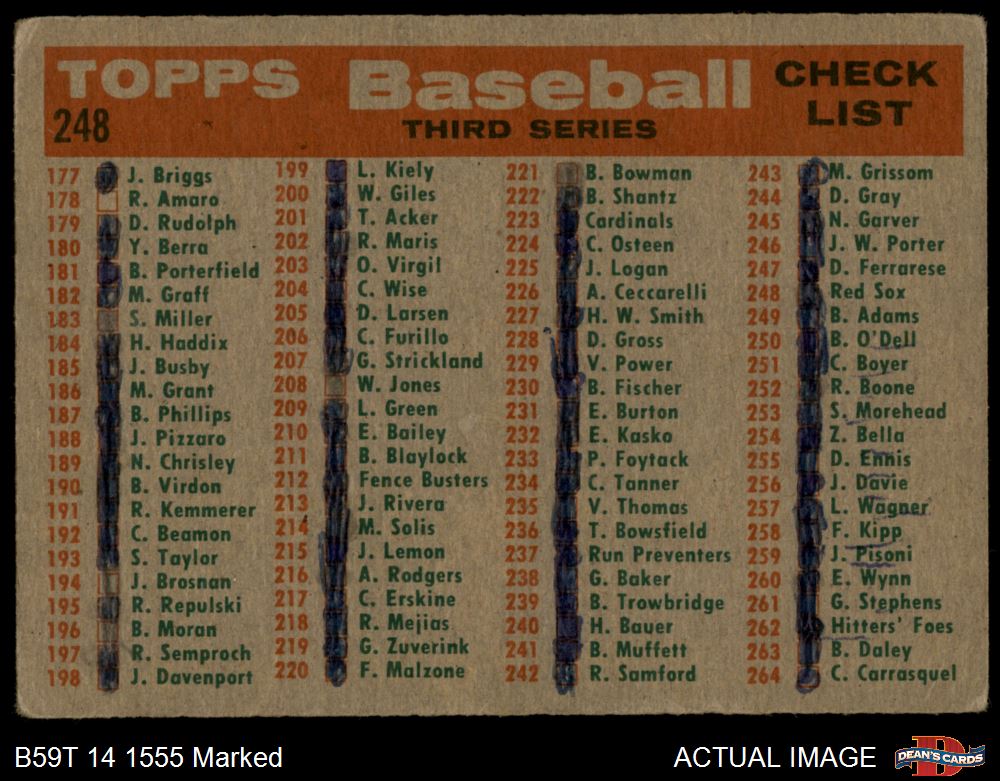 TOPPS Baseball CHECK LIST
248 THIRD SERIES
177 J. Briggs
178 R. Amaro
179 D. Rudolph
180 Y. Berra
181 B. Porterfield
182 M. Graff
183 S. Miller
184 H. Haddix
185 J. Busby
186 M. Grant
187 B. Phillips
188 J. Pizzaro
189 N. Chrisley
190 B. Virdon
191 R. Kemmerer
192 C. Beamon
193 S. Taylor
194 J. Brosnan
195 R. Repulski
196 B. Moran
197 R. Semproch
198 J. Davenport
199 L. Kiely
200 W. Giles
201 T. Acker
202 R. Maris
203 O. Virgil
204 C. Wise
205 D. Larsen
206 C. Furillo
207 G. Strickland
208 W. Jones
209 L. Green
210 E. Bailey
211 B. Blaylock
212 Fence Busters
213 J. Rivera
214 M. Solis
215 J. Lemon
216 A. Rodgers
217 C. Erskine
218 R. Mejias
219 G. Zuverink
220 F. Malzone
221 B. Bowman
222 B. Shantz
223 Cardinals
224 C. Osteen
225 J. Logan
226 A. Ceccarelli
227 H. W. Smith
228 D. Gross
229 V. Power
230 B. Fischer
231 E. Burton
232 E. Kasko
233 P. Foytack
234 C. Tanner
235 V. Thomas
236 T. Bowsfield
237 Run Preventers
238 G. Baker
239 B. Trowbridge
240 H. Bauer
241 B. Muffett
242 R. Samford
243 M. Grissom
244 D. Gray
245 N. Garver
246 J. W. Porter
247 D. Ferrarese
248 Red Sox
249 B. Adams
250 B. O'Dell
251 C. Boyer
252 R. Boone
253 S. Morehead
254 Z. Bella
255 D. Ennis
256 J. Davie
257 L. Wagner
258 F. Kipp
259 J. Pisoni
260 E. Wynn
261 G. Stephens
262 Hitters' Foes
263 B. Daley
264 C. Carrasquel
B59T 14 1555 Marked
ACTUAL IMAGE
DEAN'S CARDS